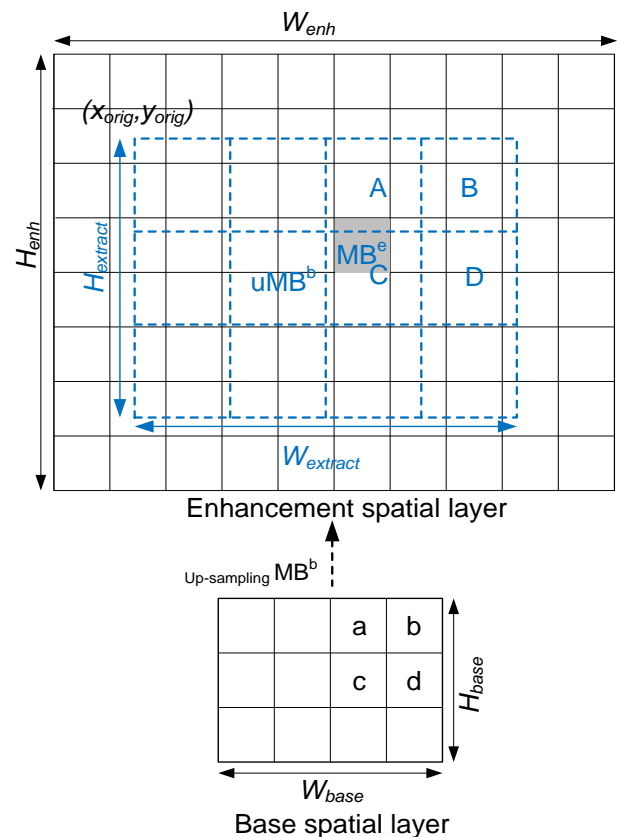 W_enh
(x_orig,y_orig)
A B
H_enh
H_extract
MB^e
uMB^b C D
W_extract
Enhancement spatial layer
Up-sampling MB^b
a b
c d
H_base
W_base
Base spatial layer